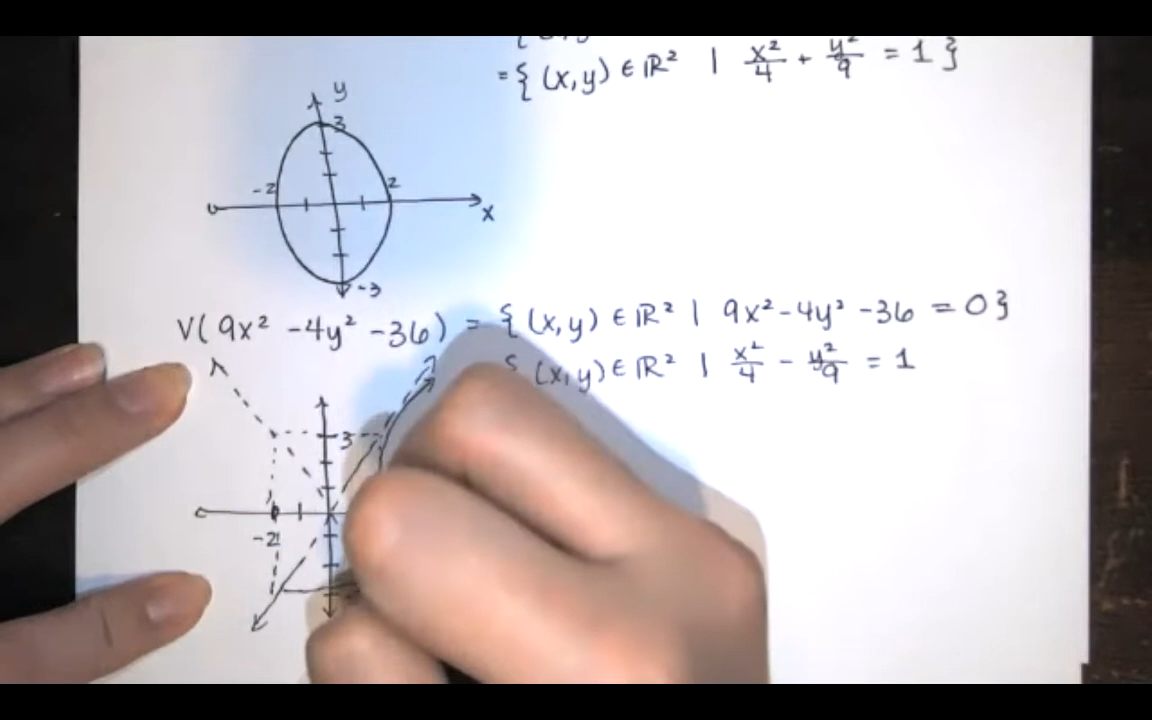 = { (x,y) ∈ ℝ² | x²/4 + y²/9 = 1 }
y
3
-2 2
x
-3
V( 9x² -4y² -36) = { (x,y) ∈ ℝ² | 9x² -4y² -36 = 0 }
(x,y) ∈ ℝ² | x²/4 - y²/9 = 1
3
-2